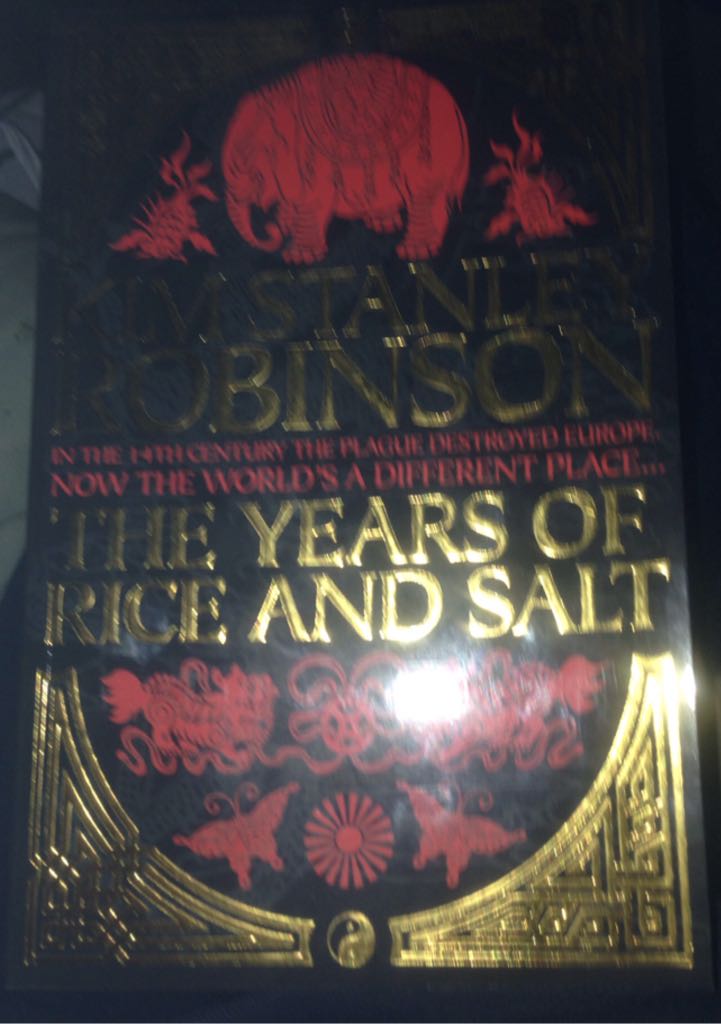 KIM STANLEY
ROBINSON
IN THE 14TH CENTURY THE PLAGUE DESTROYED EUROPE.
NOW THE WORLD'S A DIFFERENT PLACE...
THE YEARS OF
RICE AND SALT